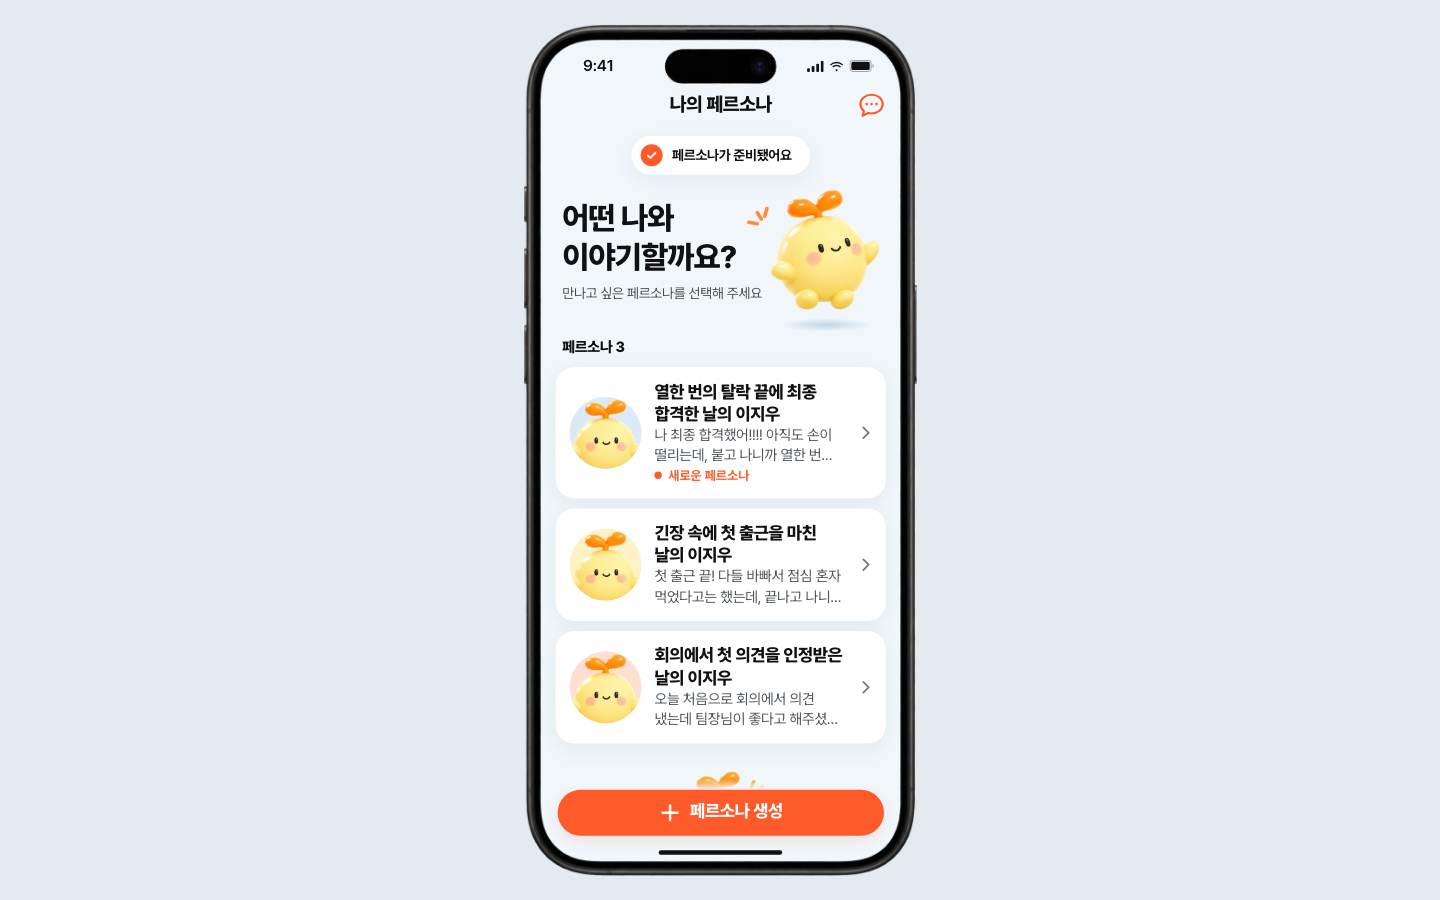 9:41
나의 페르소나
페르소나가 준비됐어요
어떤 나와
이야기할까요?
만나고 싶은 페르소나를 선택해 주세요
페르소나 3
열한 번의 탈락 끝에 최종
합격한 날의 이지우
나 최종 합격했어!!!! 아직도 손이
떨리는데, 붙고 나니까 열한 번...
새로운 페르소나
긴장 속에 첫 출근을 마친
날의 이지우
첫 출근 끝! 다들 바빠서 점심 혼자
먹었다고는 했는데, 끝나고 나니...
회의에서 첫 의견을 인정받은
날의 이지우
오늘 처음으로 회의에서 의견
냈는데 팀장님이 좋다고 해주셨...
페르소나 생성